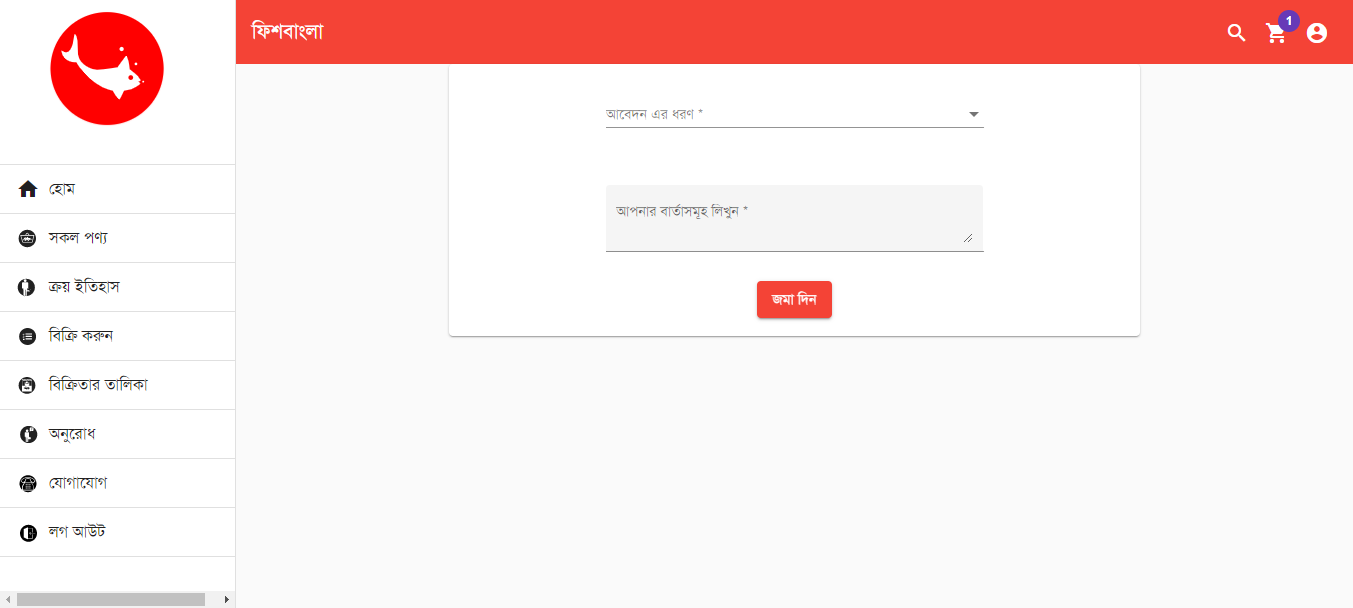 ফিশবাংলা
1
হোম
সকল পণ্য
ক্রয় ইতিহাস
বিক্রি করুন
বিক্রিতার তালিকা
অনুরোধ
যোগাযোগ
লগ আউট
আবেদন এর ধরণ *
আপনার বার্তাসমূহ লিখুন *
জমা দিন